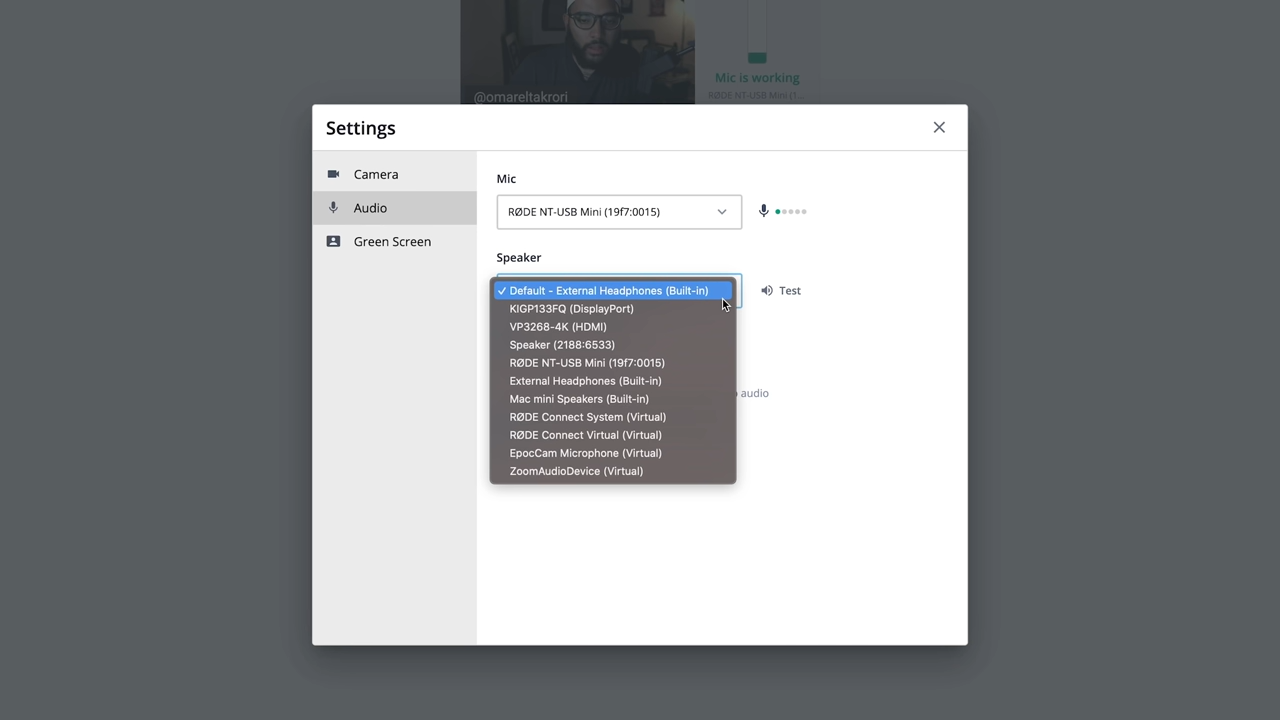 Mic is working
@omareltakrori
RØDE NT-USB Mini (1...
Settings
Camera
Audio
Green Screen
Mic
RØDE NT-USB Mini (19f7:0015)
Speaker
✓ Default - External Headphones (Built-in)
Test
KIGP133FQ (DisplayPort)
VP3268-4K (HDMI)
Speaker (2188:6533)
RØDE NT-USB Mini (19f7:0015)
External Headphones (Built-in)
audio
Mac mini Speakers (Built-in)
RØDE Connect System (Virtual)
RØDE Connect Virtual (Virtual)
EpocCam Microphone (Virtual)
ZoomAudioDevice (Virtual)